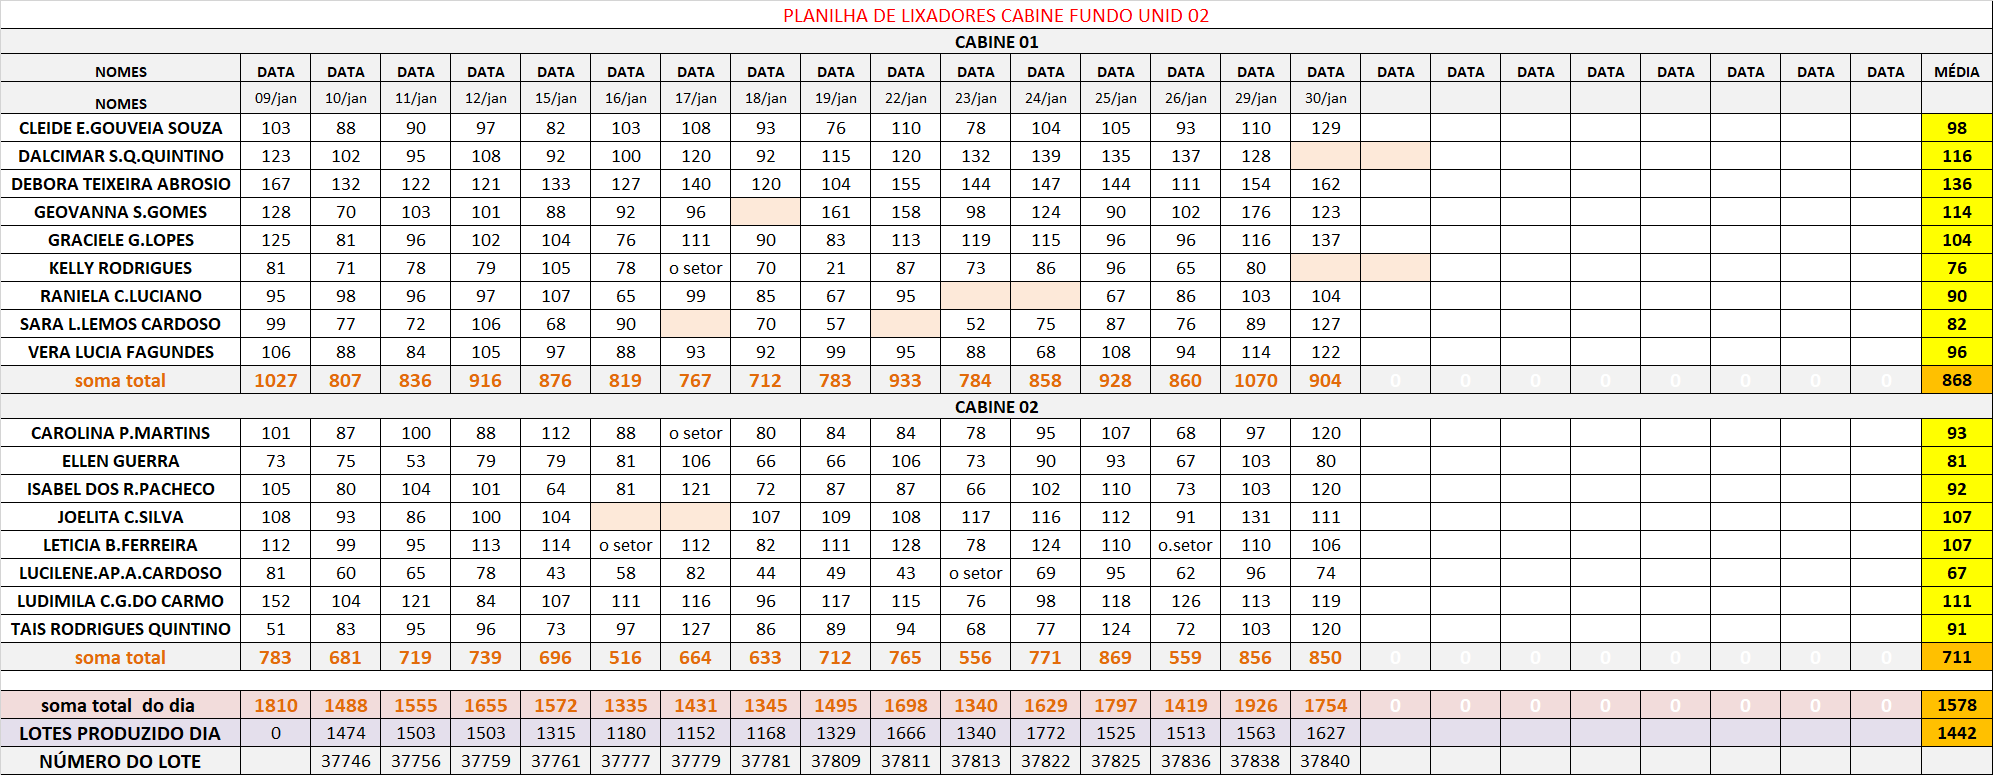 PLANILHA DE LIXADORES CABINE FUNDO UNID 02
CABINE 01
NOMES DATA DATA DATA DATA DATA DATA DATA DATA DATA DATA DATA DATA DATA DATA DATA DATA DATA DATA DATA DATA DATA DATA DATA DATA MÉDIA
NOMES 09/jan 10/jan 11/jan 12/jan 15/jan 16/jan 17/jan 18/jan 19/jan 22/jan 23/jan 24/jan 25/jan 26/jan 29/jan 30/jan
CLEIDE E.GOUVEIA SOUZA 103 88 90 97 82 103 108 93 76 110 78 104 105 93 110 129 98
DALCIMAR S.Q.QUINTINO 123 102 95 108 92 100 120 92 115 120 132 139 135 137 128 116
DEBORA TEIXEIRA ABROSIO 167 132 122 121 133 127 140 120 104 155 144 147 144 111 154 162 136
GEOVANNA S.GOMES 128 70 103 101 88 92 96 161 158 98 124 90 102 176 123 114
GRACIELE G.LOPES 125 81 96 102 104 76 111 90 83 113 119 115 96 96 116 137 104
KELLY RODRIGUES 81 71 78 79 105 78 o setor 70 21 87 73 86 96 65 80 76
RANIELA C.LUCIANO 95 98 96 97 107 65 99 85 67 95 67 86 103 104 90
SARA L.LEMOS CARDOSO 99 77 72 106 68 90 70 57 52 75 87 76 89 127 82
VERA LUCIA FAGUNDES 106 88 84 105 97 88 93 92 99 95 88 68 108 94 114 122 96
soma total 1027 807 836 916 876 819 767 712 783 933 784 858 928 860 1070 904 0 0 0 0 0 0 0 0 868
CABINE 02
CAROLINA P.MARTINS 101 87 100 88 112 88 o setor 80 84 84 78 95 107 68 97 120 93
ELLEN GUERRA 73 75 53 79 79 81 106 66 66 106 73 90 93 67 103 80 81
ISABEL DOS R.PACHECO 105 80 104 101 64 81 121 72 87 87 66 102 110 73 103 120 92
JOELITA C.SILVA 108 93 86 100 104 107 109 108 117 116 112 91 131 111 107
LETICIA B.FERREIRA 112 99 95 113 114 o setor 112 82 111 128 78 124 110 o.setor 110 106 107
LUCILENE.AP.A.CARDOSO 81 60 65 78 43 58 82 44 49 43 o setor 69 95 62 96 74 67
LUDIMILA C.G.DO CARMO 152 104 121 84 107 111 116 96 117 115 76 98 118 126 113 119 111
TAIS RODRIGUES QUINTINO 51 83 95 96 73 97 127 86 89 94 68 77 124 72 103 120 91
soma total 783 681 719 739 696 516 664 633 712 765 556 771 869 559 856 850 0 0 0 0 0 0 0 0 711
soma total do dia 1810 1488 1555 1655 1572 1335 1431 1345 1495 1698 1340 1629 1797 1419 1926 1754 0 0 0 0 0 0 0 0 1578
LOTES PRODUZIDO DIA 0 1474 1503 1503 1315 1180 1152 1168 1329 1666 1340 1772 1525 1513 1563 1627 1442
NÚMERO DO LOTE 37746 37756 37759 37761 37777 37779 37781 37809 37811 37813 37822 37825 37836 37838 37840